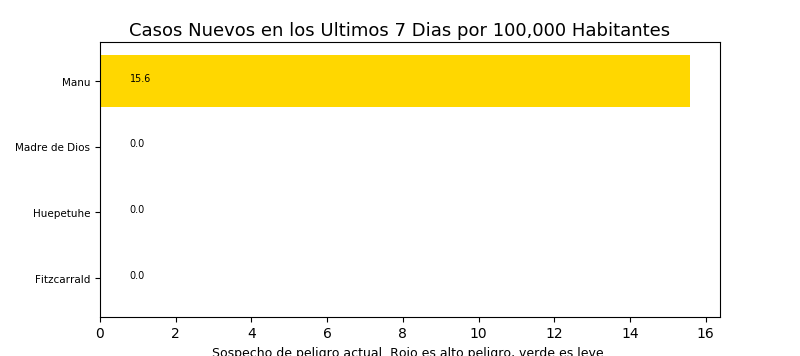 Casos Nuevos en los Ultimos 7 Dias por 100,000 Habitantes
Manu 15.6
Madre de Dios 0.0
Huepetuhe 0.0
Fitzcarrald 0.0
0 2 4 6 8 10 12 14 16
Sospecho de peligro actual. Rojo es alto peligro, verde es leve